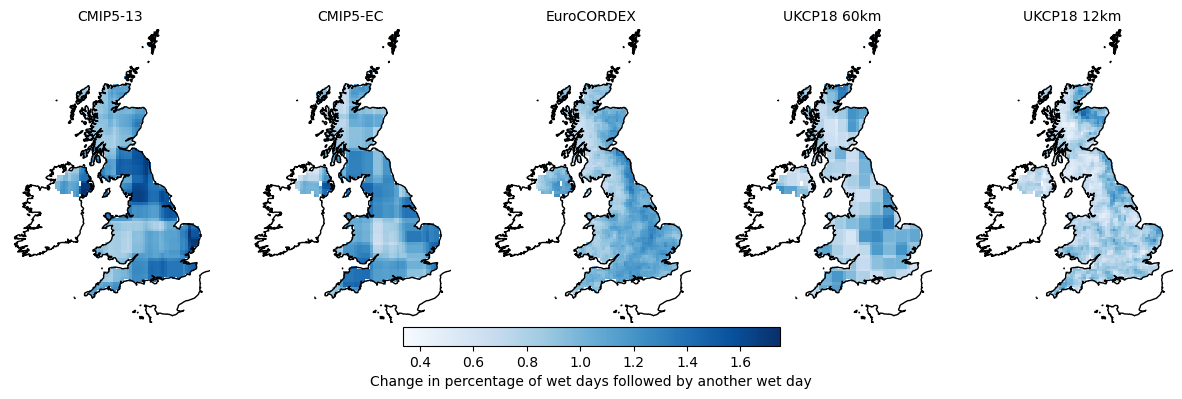 CMIP5-13
CMIP5-EC
EuroCORDEX
UKCP18 60km
UKCP18 12km
0.4 0.6 0.8 1.0 1.2 1.4 1.6
Change in percentage of wet days followed by another wet day